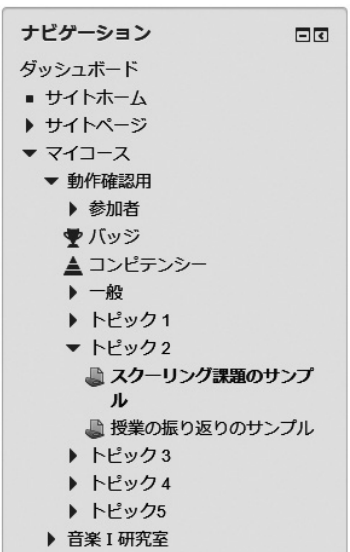 ナビゲーション
ダッシュボード
サイトホーム
サイトページ
マイコース
動作確認用
参加者
バッジ
コンピテンシー
一般
トピック 1
トピック 2
スクーリング課題のサンプ
ル
授業の振り返りのサンプル
トピック 3
トピック 4
トピック5
音楽 I 研究室